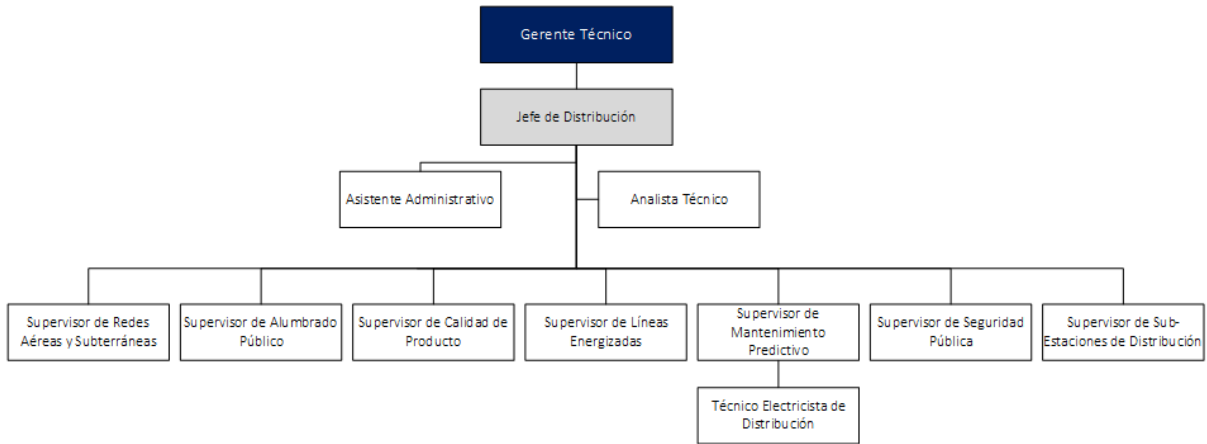 Gerente Técnico
Jefe de Distribución
Asistente Administrativo
Analista Técnico
Supervisor de Redes
Aéreas y Subterráneas
Supervisor de Alumbrado
Público
Supervisor de Calidad de
Producto
Supervisor de Líneas
Energizadas
Supervisor de
Mantenimiento
Predictivo
Supervisor de Seguridad
Pública
Supervisor de Sub-
Estaciones de Distribución
Técnico Electricista de
Distribución